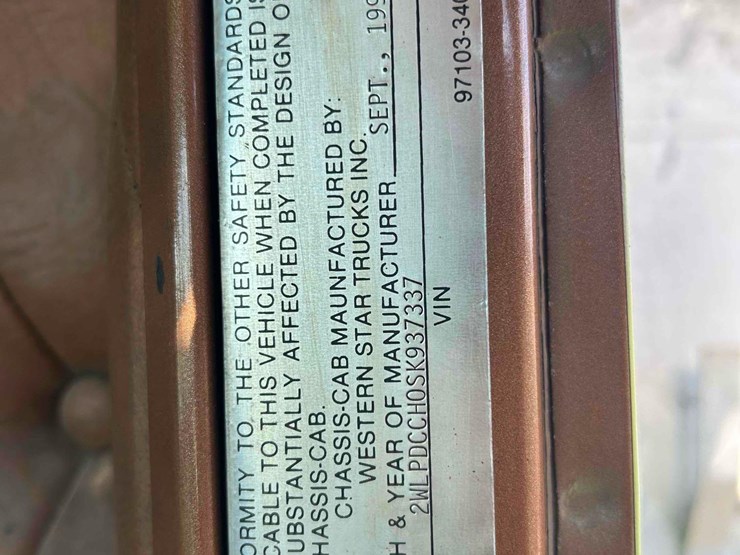 ORMITY TO THE OTHER SAFETY STANDARDS
CABLE TO THIS VEHICLE WHEN COMPLETED IS
UBSTANTIALLY AFFECTED BY THE DESIGN O
HASSIS-CAB.
CHASSIS-CAB MAUNFACTURED BY:
WESTERN STAR TRUCKS INC.
H & YEAR OF MANUFACTURER SEPT., 199
2WLPDCCH0SK937337
VIN
97103-340